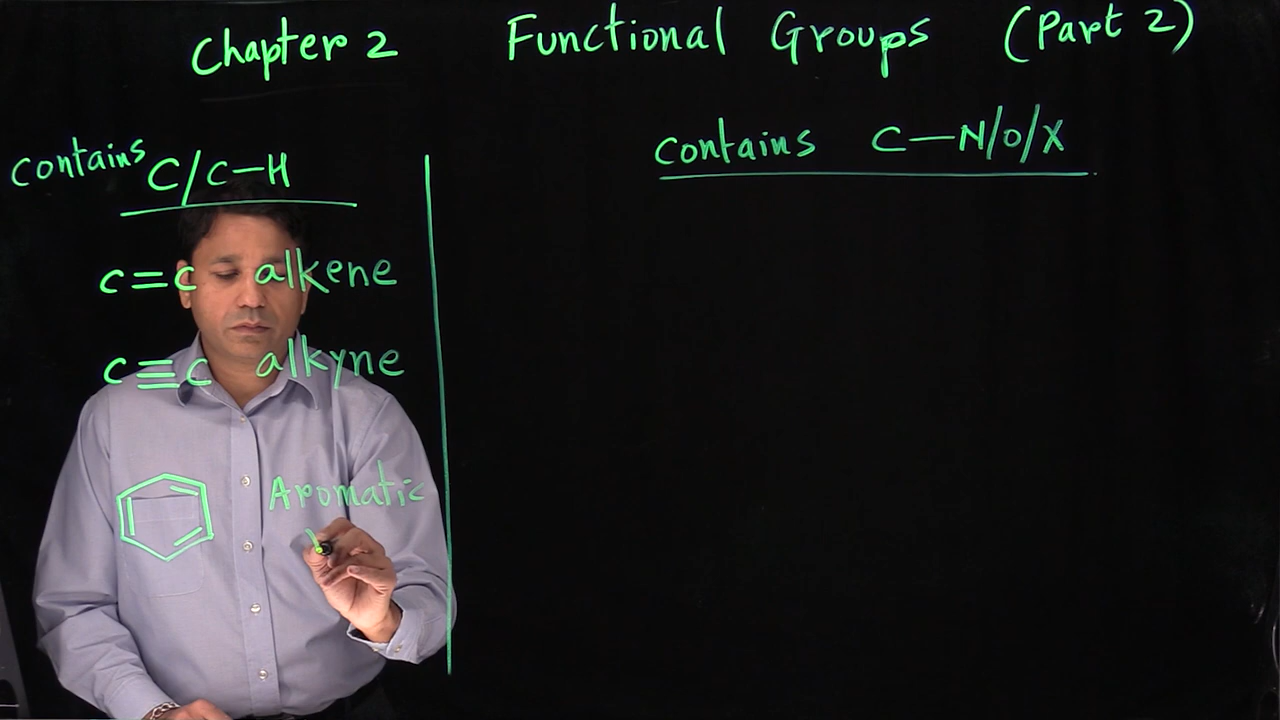 Chapter 2 Functional Groups (Part 2)
contains C/C-H
C=C alkene
C≡C alkyne
Aromatic
contains C—N/O/X